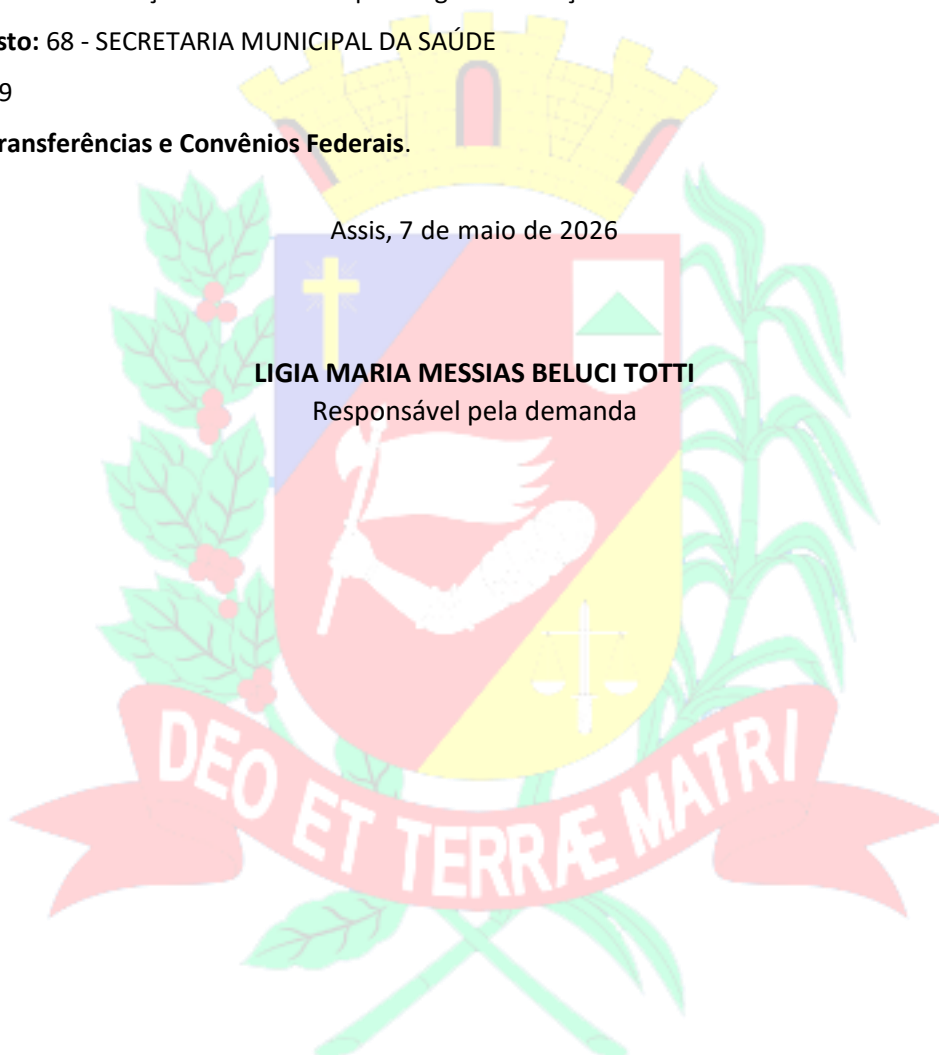 sto: 68 - SECRETARIA MUNICIPAL DA SAÚDE
9
ransferências e Convênios Federais.
Assis, 7 de maio de 2026
LIGIA MARIA MESSIAS BELUCI TOTTI
Responsável pela demanda
DEO ET TERRÆ MATRI